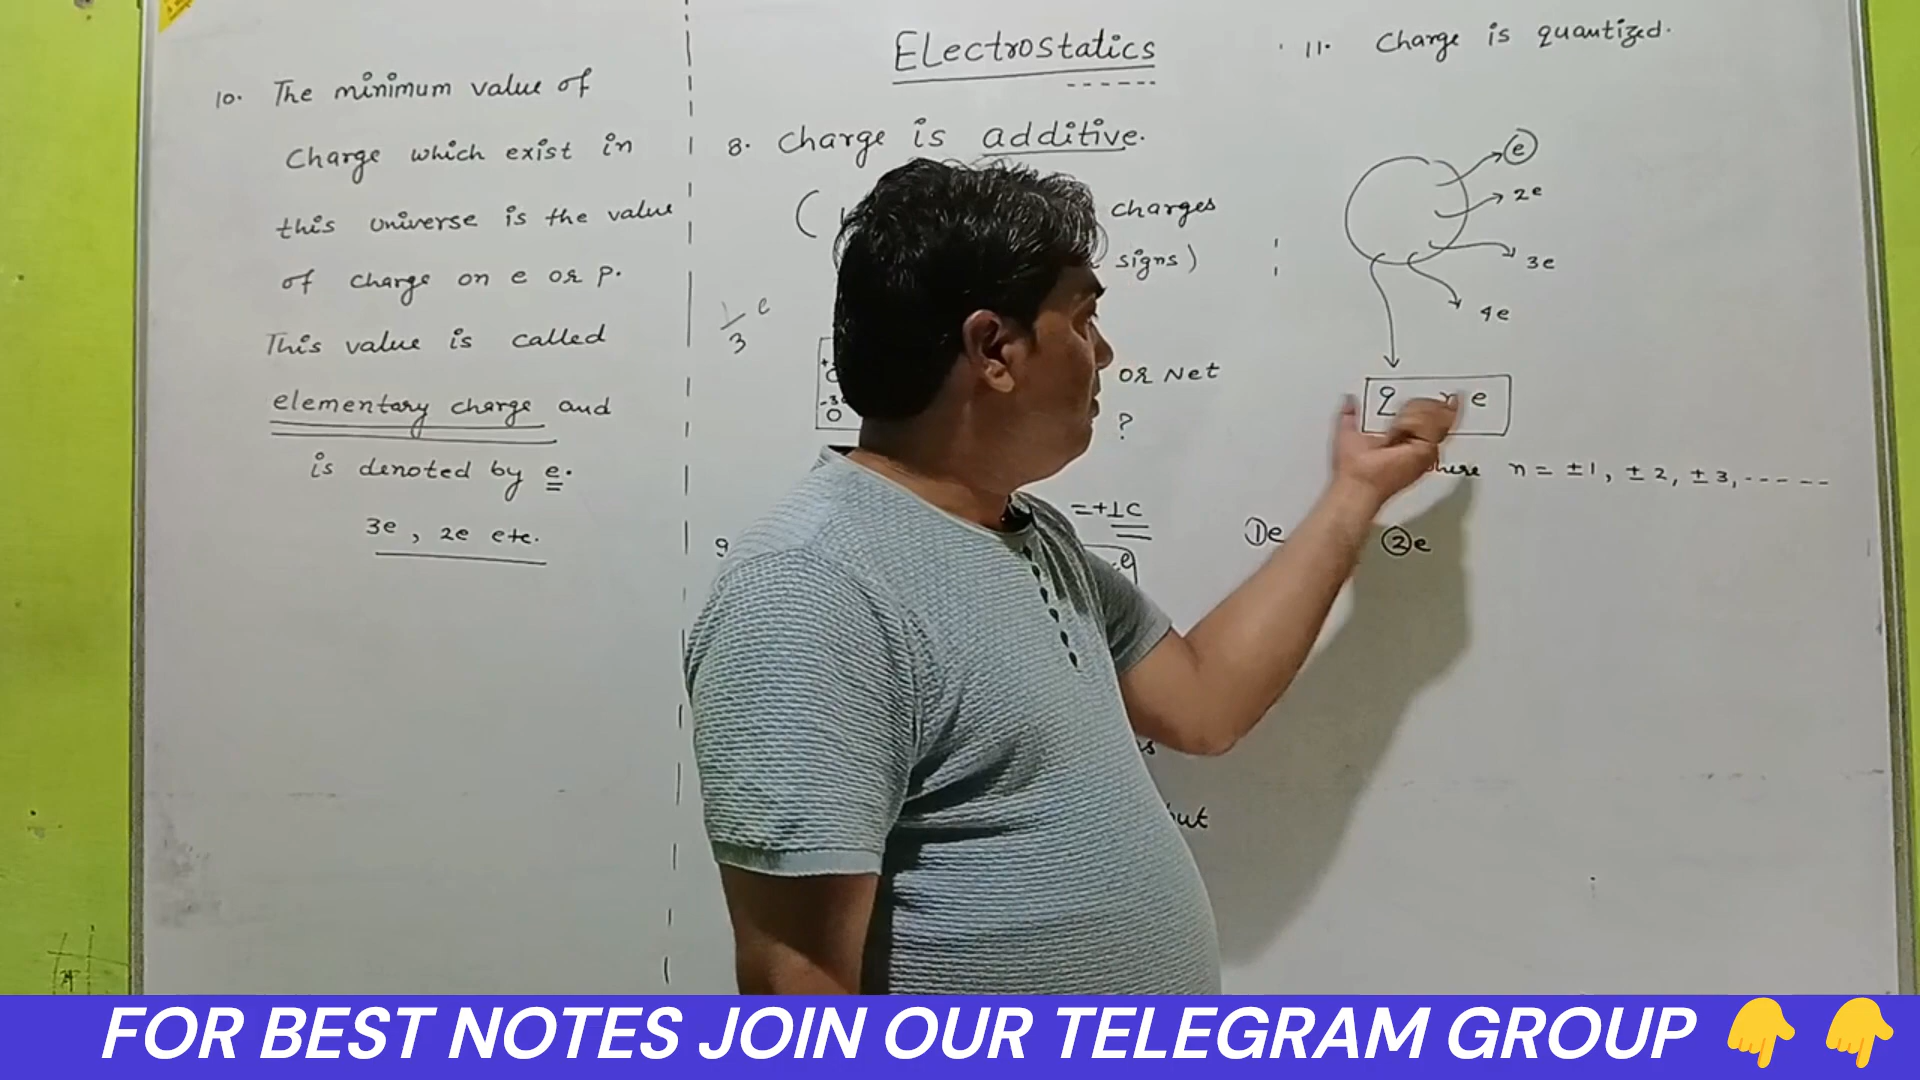 Electrostatics
10. The minimum value of
Charge which exist in
this universe is the value
of charge on e or p.
This value is called
elementary charge and
is denoted by e.
3e, 2e etc.
8. Charge is additive.
( charges
signs)
1/3 e
or Net
?
=+1C
9
but
11. Charge is quantized.
e
2e
3e
4e
q ne
where n = ±1, ±2, ±3, -----
1e
2e
FOR BEST NOTES JOIN OUR TELEGRAM GROUP 👇 👇